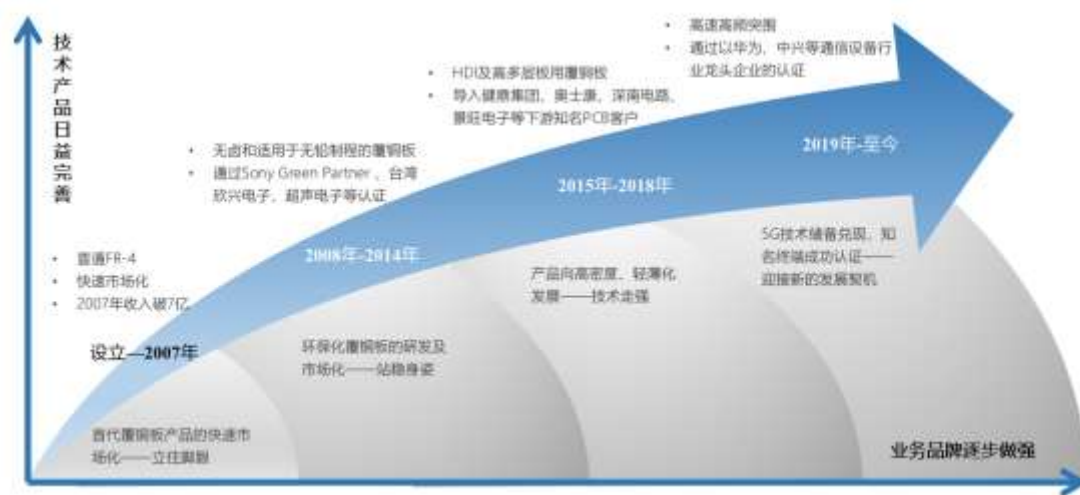 技术产品日益完善
• 高速高频突围
• 通过以华为、中兴等通信设备行
业龙头企业的认证
• HDI及高多层板用覆铜板
• 导入健鼎集团、奥士康、深南电路、
景旺电子等下游知名PCB客户
2019年-至今
• 无卤和适用于无铅制程的覆铜板
• 通过Sony Green Partner、台湾
欣兴电子、超声电子等认证
2015年-2018年
• 普通FR-4
• 快速市场化
• 2007年收入破7亿
2008年-2014年
5G技术储备兑现、知
名终端成功认证——
迎接新的发展契机
产品向高密度、轻薄化
发展——技术走强
设立—2007年
环保化覆铜板的研发及
市场化——站稳身姿
首代覆铜板产品的快速市
场化——立住脚跟
业务品牌逐步做强